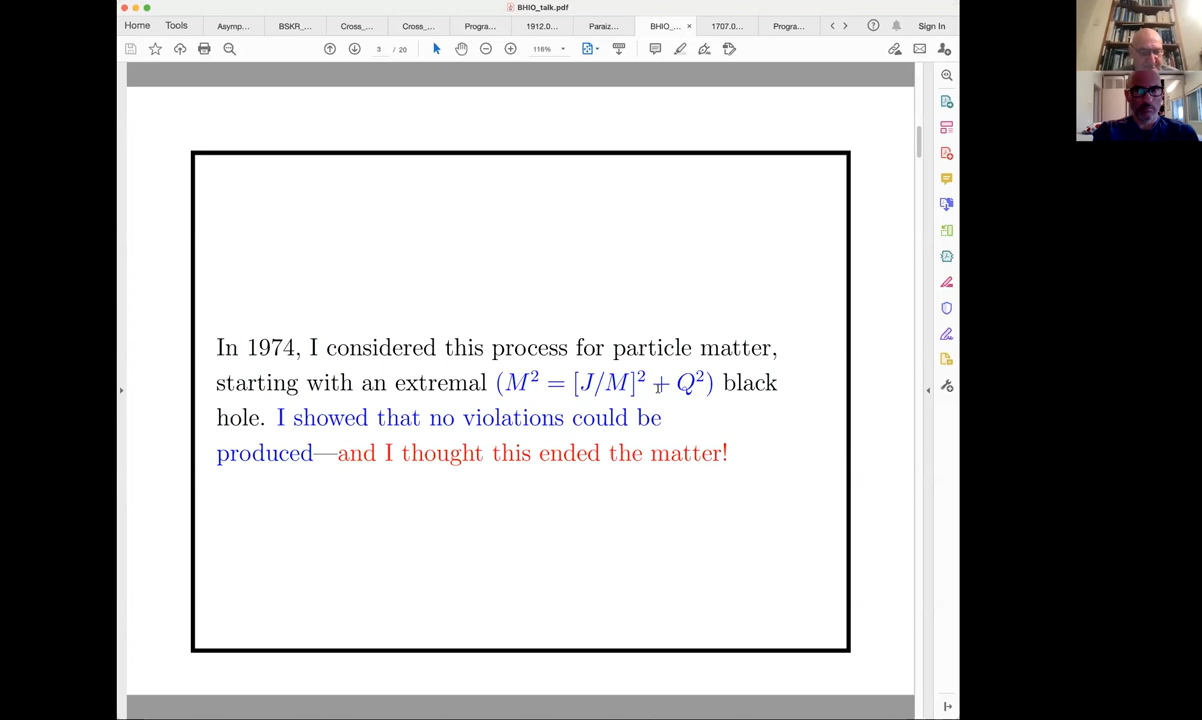 BHIO_talk.pdf
Home Tools Asymp... BSKR_... Cross_... Cross_... Progra... 1912.0... Paraiz... BHIO_... × 1707.0... Progra... Sign In
3 / 20 116%
In 1974, I considered this process for particle matter,
starting with an extremal (M² = [J/M]² + Q²) black
hole. I showed that no violations could be
produced—and I thought this ended the matter!